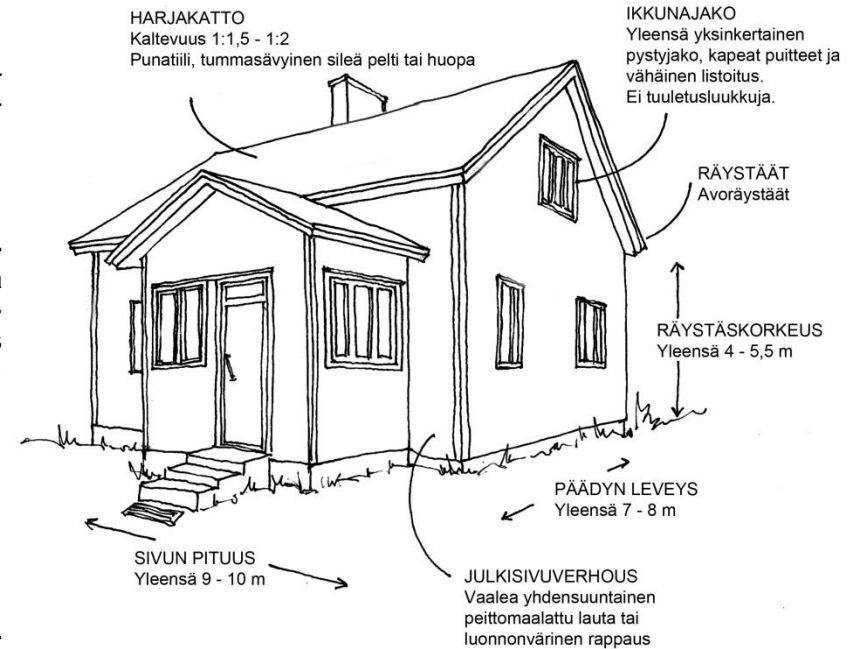 HARJAKATTO
Kaltevuus 1:1,5 - 1:2
Punatiili, tummasävyinen sileä pelti tai huopa
IKKUNAJAKO
Yleensä yksinkertainen
pystyjako, kapeat puitteet ja
vähäinen listoitus.
Ei tuuletusluukkuja.
RÄYSTÄÄT
Avoräystäät
RÄYSTÄSKORKEUS
Yleensä 4 - 5,5 m
PÄÄDYN LEVEYS
Yleensä 7 - 8 m
SIVUN PITUUS
Yleensä 9 - 10 m
JULKISIVUVERHOUS
Vaalea yhdensuuntainen
peittomaalattu lauta tai
luonnonvärinen rappaus